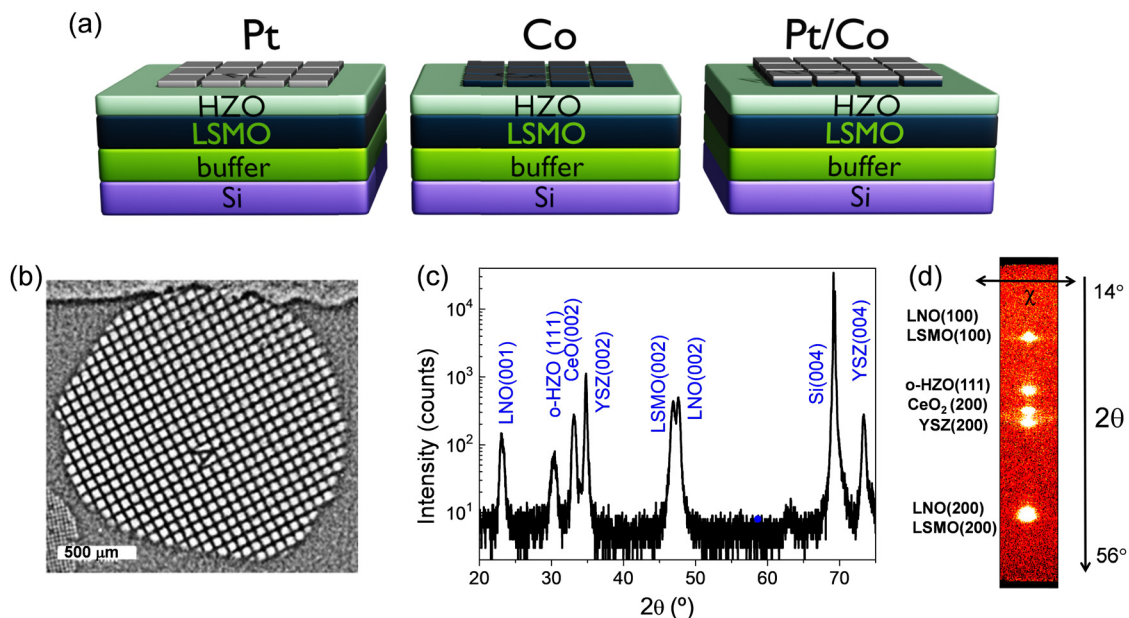 (a)
Pt
Co
Pt/Co
HZO
LSMO
buffer
Si
HZO
LSMO
buffer
Si
HZO
LSMO
buffer
Si
(b)
500 μm
(c)
Intensity (counts)
10⁴
10³
10²
10¹
LNO(001)
o-HZO (111)
CeO(002)
YSZ(002)
LSMO(002)
LNO(002)
Si(004)
YSZ(004)
20 30 40 50 60 70
2θ (º)
(d)
χ
14°
LNO(100)
LSMO(100)
o-HZO(111)
CeO₂(200)
YSZ(200)
2θ
LNO(200)
LSMO(200)
56°